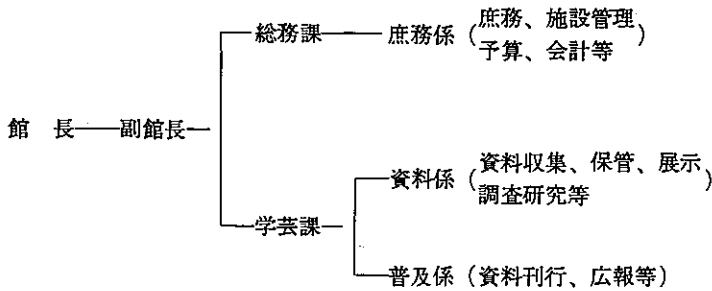 総務課 庶務係（庶務、施設管理
予算、会計等）
館 長 副館長
資料係（資料収集、保管、展示
調査研究等）
学芸課
普及係（資料刊行、広報等）